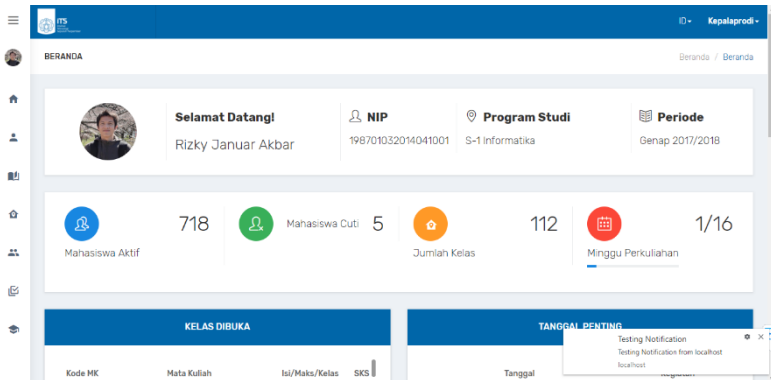 ITS
ID
Kepalaprodi
BERANDA
Beranda / Beranda
Selamat Datang!
Rizky Januar Akbar
NIP
198701032014041001
Program Studi
S-1 Informatika
Periode
Genap 2017/2018
718
Mahasiswa Aktif
Mahasiswa Cuti 5
112
Jumlah Kelas
1/16
Minggu Perkuliahan
KELAS DIBUKA
Kode MK Mata Kuliah Isi/Maks/Kelas SKS
TANGGAL PENTING
Tanggal Kegiatan
Testing Notification
Testing Notification from localhost
localhost